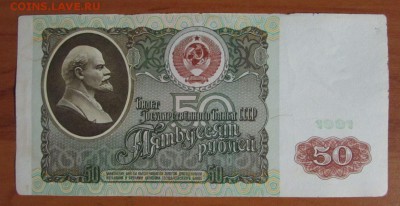 COINS.LAVE.RU
Билет
Государственного Банка СССР
50
Пятьдесят
рублей
1991
50 50
50